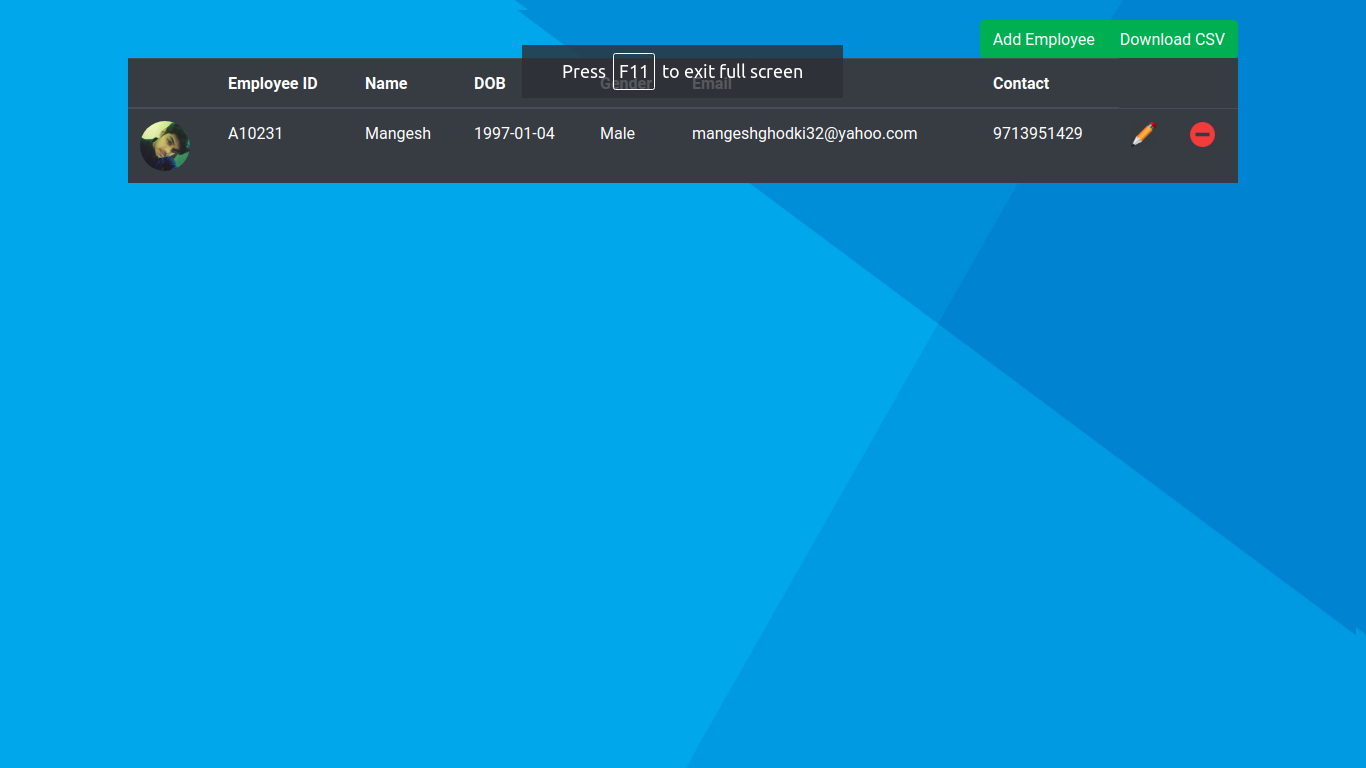 Add Employee Download CSV
Press F11 to exit full screen
Employee ID Name DOB Gender Email Contact
A10231 Mangesh 1997-01-04 Male mangeshghodki32@yahoo.com 9713951429